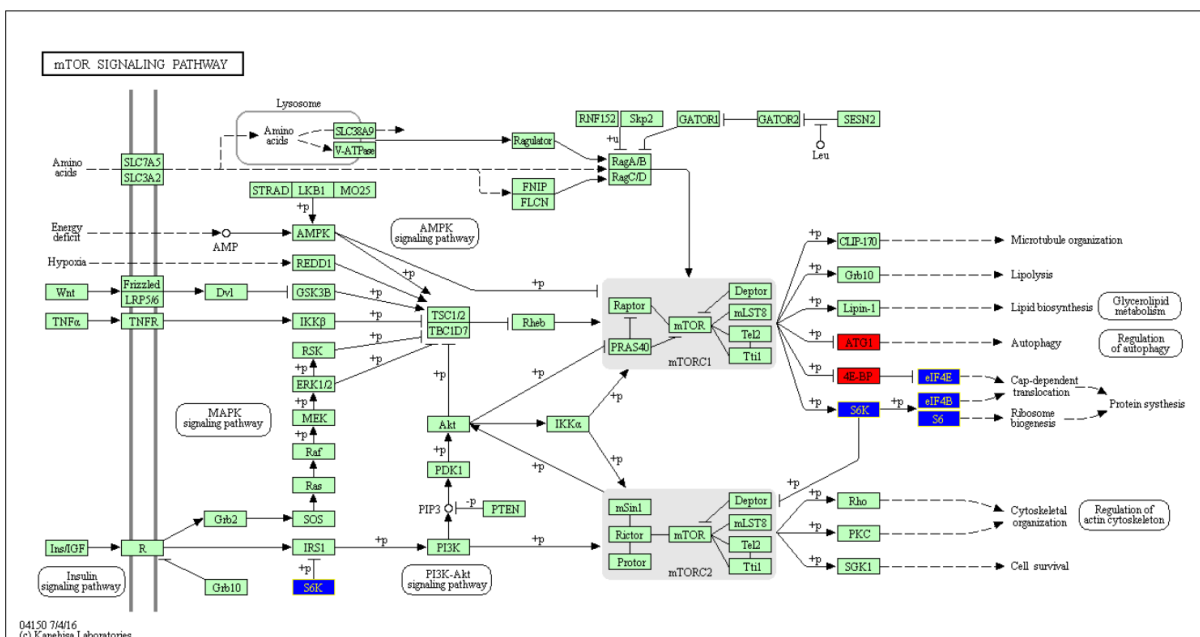 mTOR SIGNALING PATHWAY
Lysosome
Amino
acids
SLC38A9
V-ATPase
Ragulator
RNF152 Skp2
GATOR1
GATOR2
SESN2
+u
Leu
Amino
acids
SLC7A5
SLC3A2
RagA/B
RagC/D
FNIP
FLCN
STRAD LKB1 MO25
+p
Energy
deficit
AMP
AMPK
AMPK
signaling pathway
+p
+p
Hypoxia
REDD1
Wnt
Frizzled
LRP5/6
Dvl
GSK3B
+p
TNFα
TNFR
IKKβ
+p
TSC1/2
TBC1D7
Rheb
RSK
+p
+p
ERK1/2
+p
+p
MAPK
signaling pathway
MEK
+p
Raf
Ras
Raptor
PRAS40
mTOR
Deptor
mLST8
Tel2
Tti1
mTORC1
+p
CLIP-170
Microtubule organization
+p
Grb10
Lipolysis
+p
Lipin-1
Lipid biosynthesis
Glycerolipid
metabolism
+p
ATG1
Autophagy
Regulation
of autophagy
+p
4E-BP
eIF4E
Cap-dependent
translocation
+p
S6K
+p
eIF4B
S6
Ribosome
biogenesis
Protein systhesis
Akt
+p
+p
IKKα
+p
+p
+p
+p
PDK1
+p
PIP3
-p
PTEN
Grb2
SOS
Ins/IGF
R
IRS1
+p
PI3K
+p
+p
S6K
Grb10
Insulin
signaling pathway
PI3K-Akt
signaling pathway
mSin1
Rictor
Protor
mTOR
Deptor
mLST8
Tel2
Tti1
mTORC2
+p
Rho
+p
PKC
+p
SGK1
Cytoskeletal
organization
Regulation of
actin cytoskeleton
Cell survival
04150 7/4/16
(c) Kanehisa Laboratories